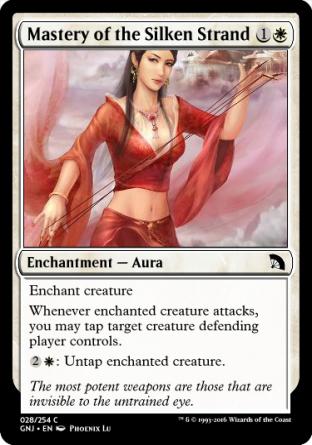 Mastery of the Silken Strand 1
Enchantment — Aura
Enchant creature
Whenever enchanted creature attacks,
you may tap target creature defending
player controls.
2 : Untap enchanted creature.
The most potent weapons are those that are
invisible to the untrained eye.
028/254 C
GNJ • EN Phoenix Lu
™ & © 1993-2016 Wizards of the Coast